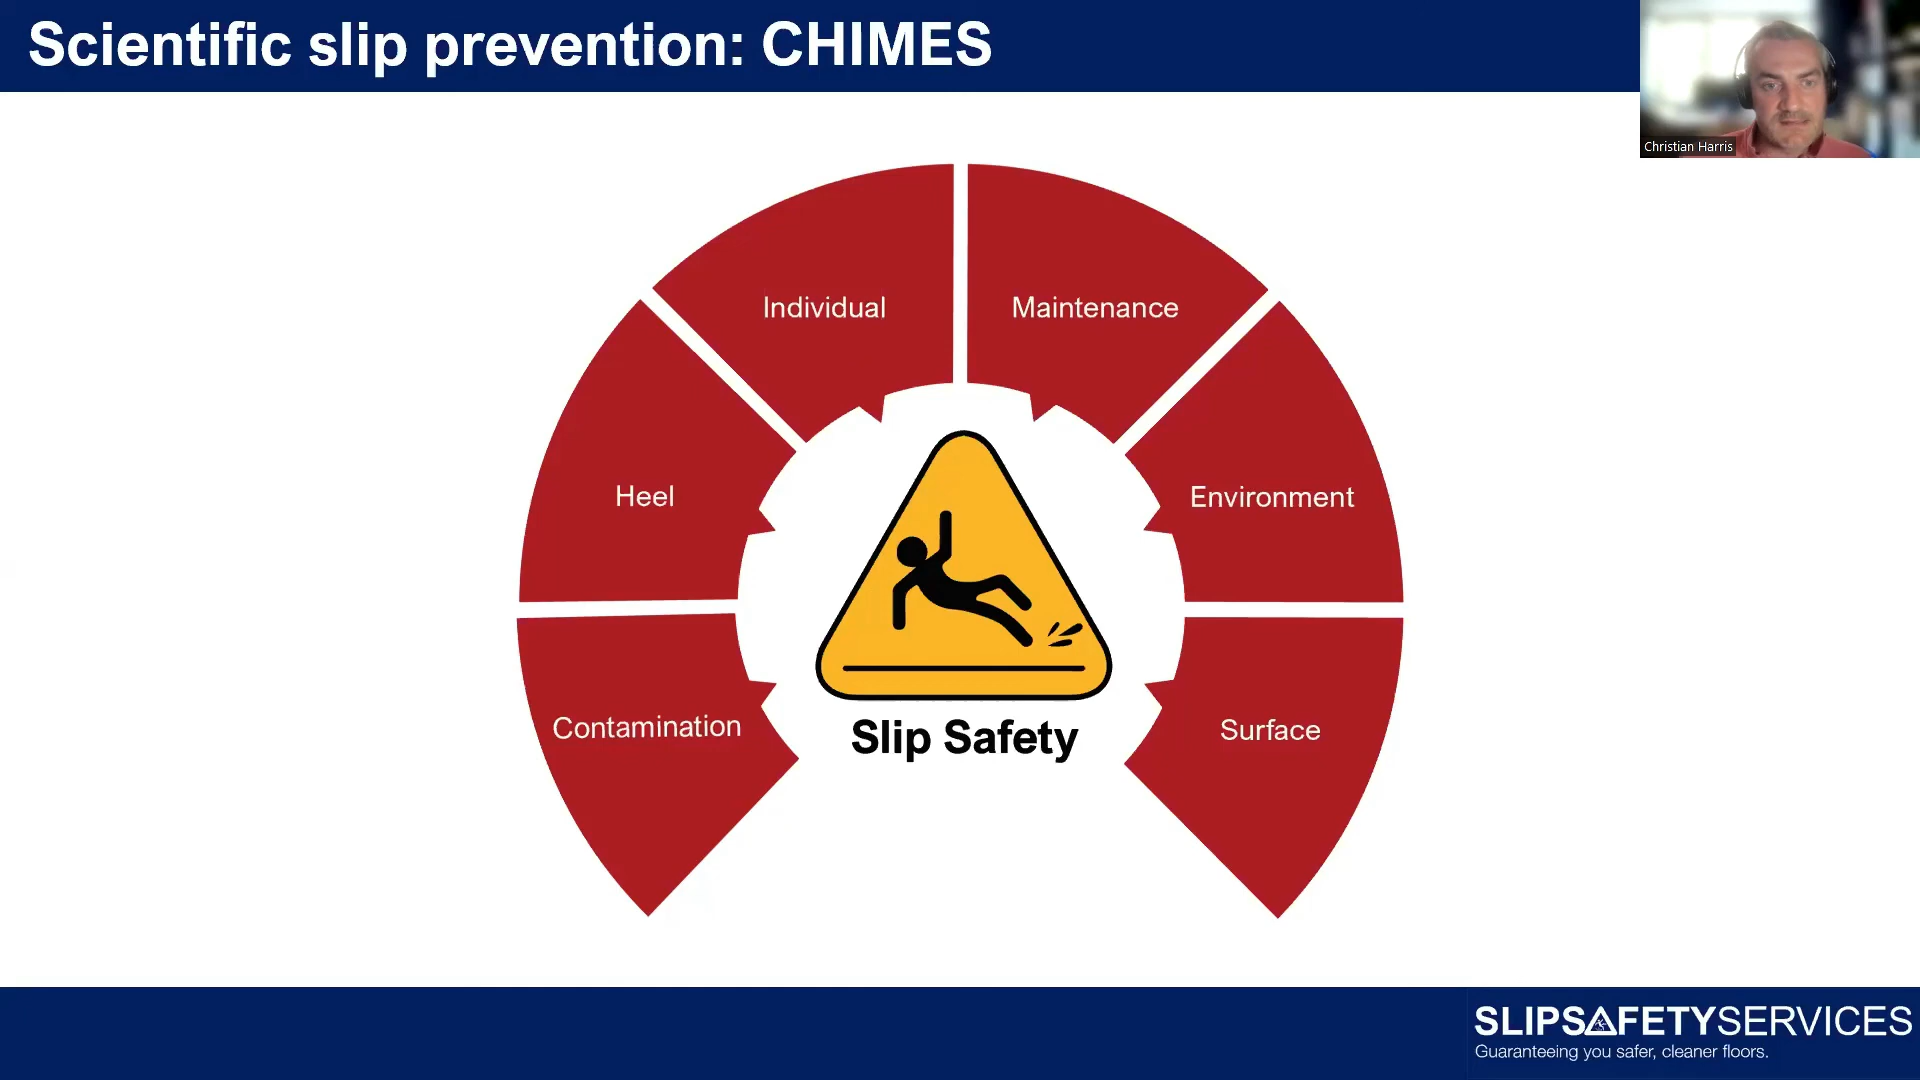 Scientific slip prevention: CHIMES
Christian Harris
Individual
Maintenance
Heel
Environment
Contamination
Surface
Slip Safety
SLIPSAFETYSERVICES
Guaranteeing you safer, cleaner floors.